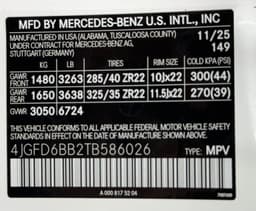 MFD BY MERCEDES-BENZ U.S. INTL., INC
MANUFACTURED IN USA (ALABAMA, TUSCALOOSA COUNTY) 11/25
UNDER CONTRACT FOR MERCEDES-BENZ AG, 149
STUTTGART (GERMANY)
KG LB TIRES RIM SIZE COLD KPA (PSI)
GAWR FRONT 1480 3263 285/40 ZR22 10Jx22 300(44)
GAWR REAR 1650 3638 325/35 ZR22 11.5Jx22 270(39)
GVWR 3050 6724
THIS VEHICLE CONFORMS TO ALL APPLICABLE FEDERAL MOTOR VEHICLE SAFETY
STANDARDS IN EFFECT ON THE DATE OF MANUFACTURE SHOWN ABOVE.
4JGFD6BB2TB586026 TYPE: MPV
A 000 817 52 04